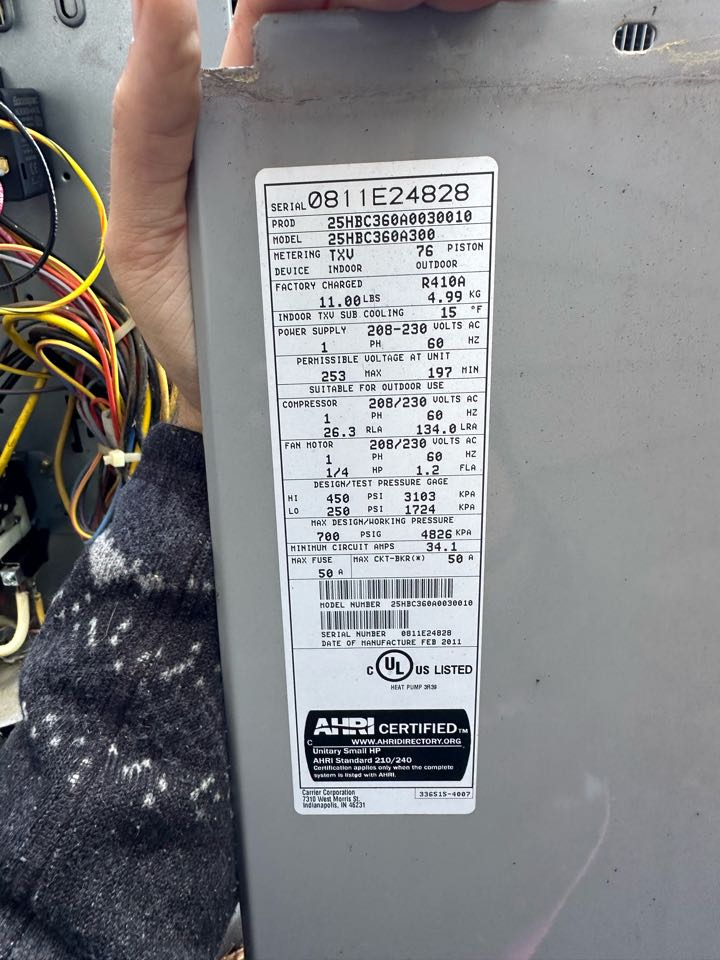 SERIAL 0811E24828
PROD 25HBC360A0030010
MODEL 25HBC360A300
METERING TXV 76 PISTON
DEVICE INDOOR OUTDOOR
FACTORY CHARGED R410A
11.00 LBS 4.99 KG
INDOOR TXV SUB COOLING 15 °F
POWER SUPPLY 208-230 VOLTS AC
1 PH 60 HZ
PERMISSIBLE VOLTAGE AT UNIT
253 MAX 197 MIN
SUITABLE FOR OUTDOOR USE
COMPRESSOR 208/230 VOLTS AC
1 PH 60 HZ
26.3 RLA 134.0 LRA
FAN MOTOR 208/230 VOLTS AC
1 PH 60 HZ
1/4 HP 1.2 FLA
DESIGN/TEST PRESSURE GAGE
HI 450 PSI 3103 KPA
LO 250 PSI 1724 KPA
MAX DESIGN/WORKING PRESSURE
700 PSIG 4826 KPA
MINIMUM CIRCUIT AMPS 34.1
MAX FUSE MAX CKT-BKR(*) 50 A
50 A
MODEL NUMBER 25HBC360A0030010
SERIAL NUMBER 0811E24828
DATE OF MANUFACTURE FEB 2011
C UL US LISTED
HEAT PUMP 3R39
AHRI CERTIFIED TM
C WWW.AHRIDIRECTORY.ORG
Unitary Small HP
AHRI Standard 210/240
Certification applies only when the complete
system is listed with AHRI.
Carrier Corporation
7310 West Morris St.
Indianapolis, IN 46231
336515-4007